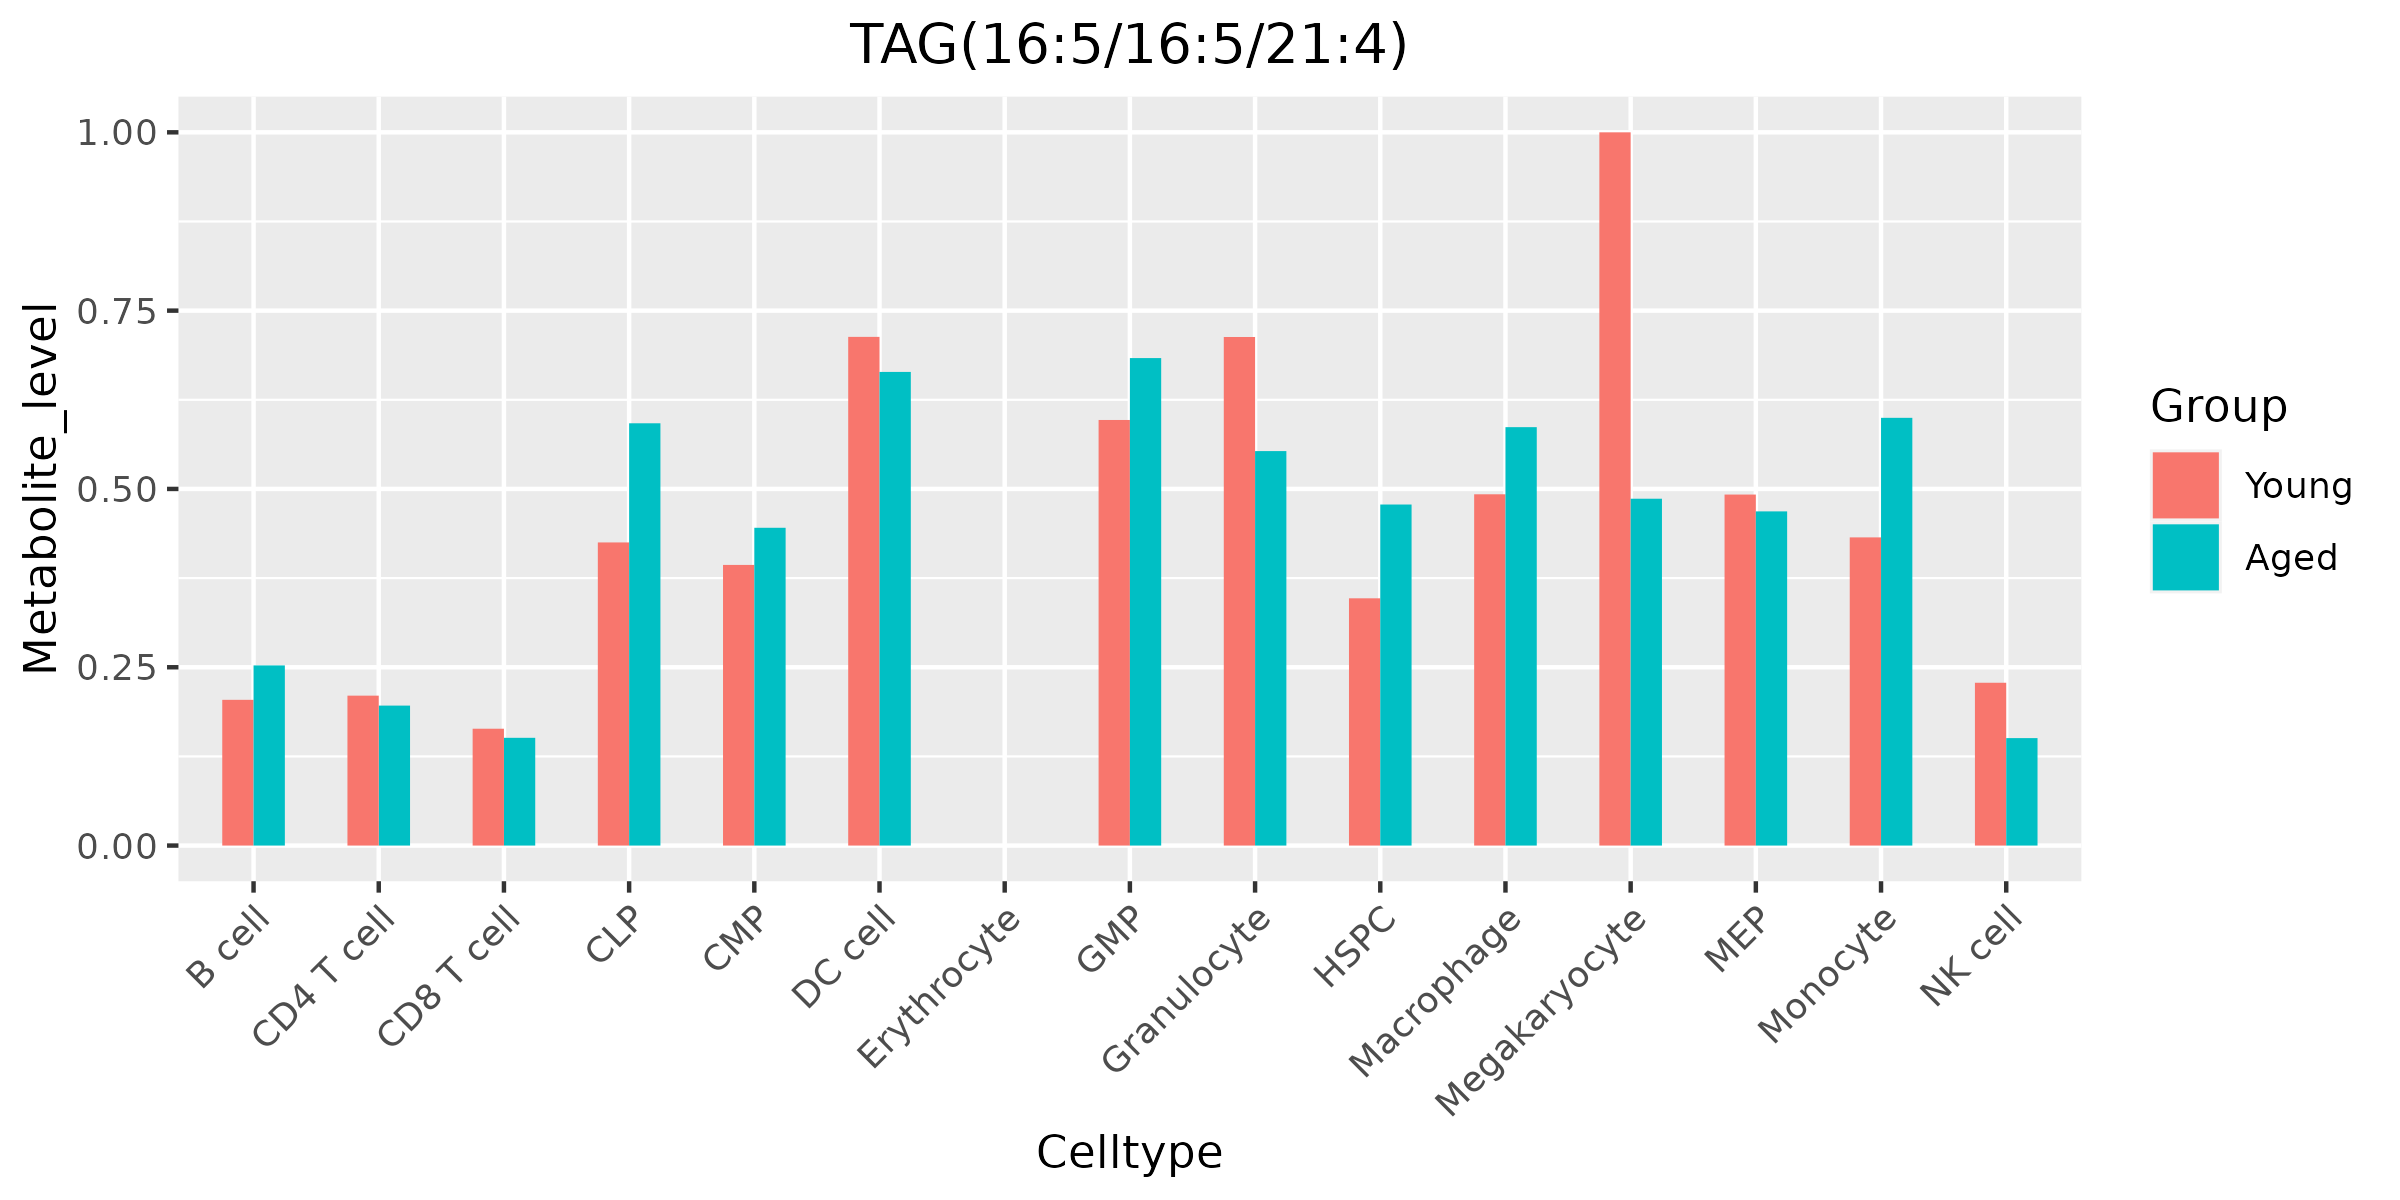 TAG(16:5/16:5/21:4)
Metabolite_level
1.00
0.75
0.50
0.25
0.00
B cell
CD4 T cell
CD8 T cell
CLP
CMP
DC cell
Erythrocyte
GMP
Granulocyte
HSPC
Macrophage
Megakaryocyte
MEP
Monocyte
NK cell
Celltype
Group
Young
Aged